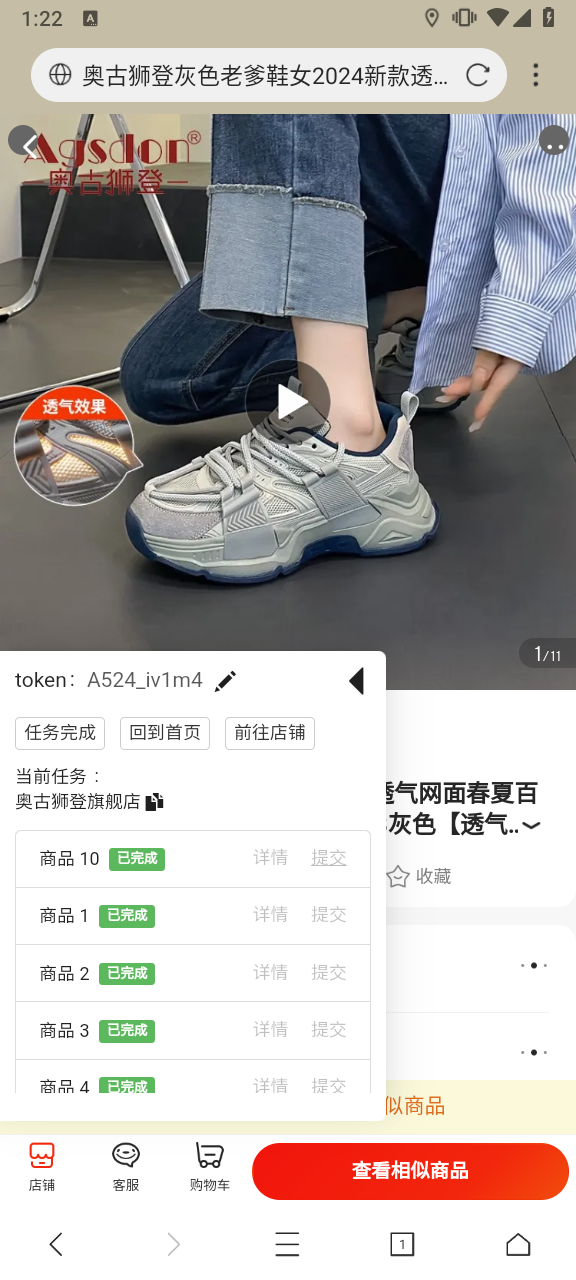 1:22
A
奥古狮登灰色老爹鞋女2024新款透...
Agsdon®
奥古狮登
透气效果
1/11
token： A524_iv1m4
任务完成 回到首页 前往店铺
当前任务：
奥古狮登旗舰店
透气网面春夏百
灰色【透气..
收藏
商品 10 已完成 详情 提交
商品 1 已完成 详情 提交
商品 2 已完成 详情 提交
商品 3 已完成 详情 提交
商品 4 已完成 详情 提交
似商品
店铺 客服 购物车 查看相似商品
1